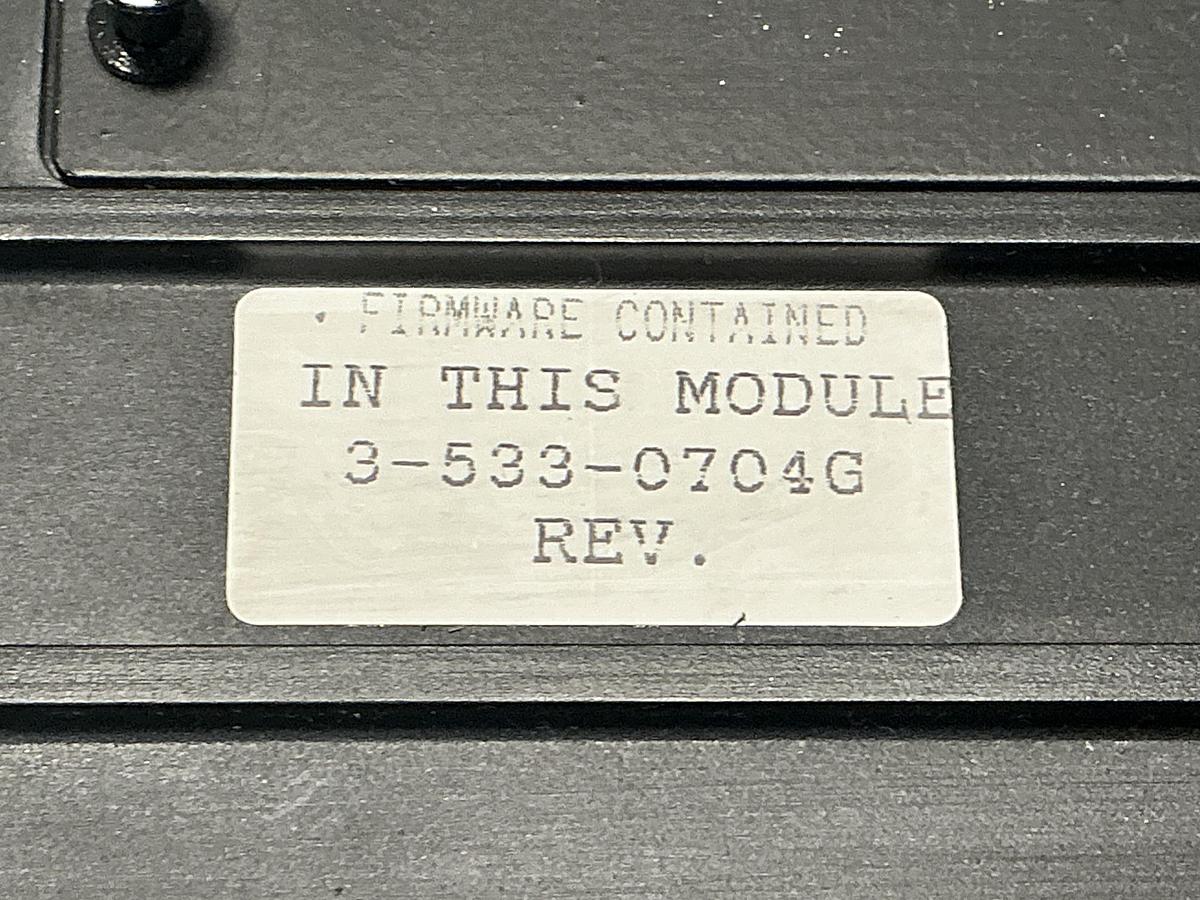 FIRMWARE CONTAINED
IN THIS MODULE
3-533-0704G
REV.